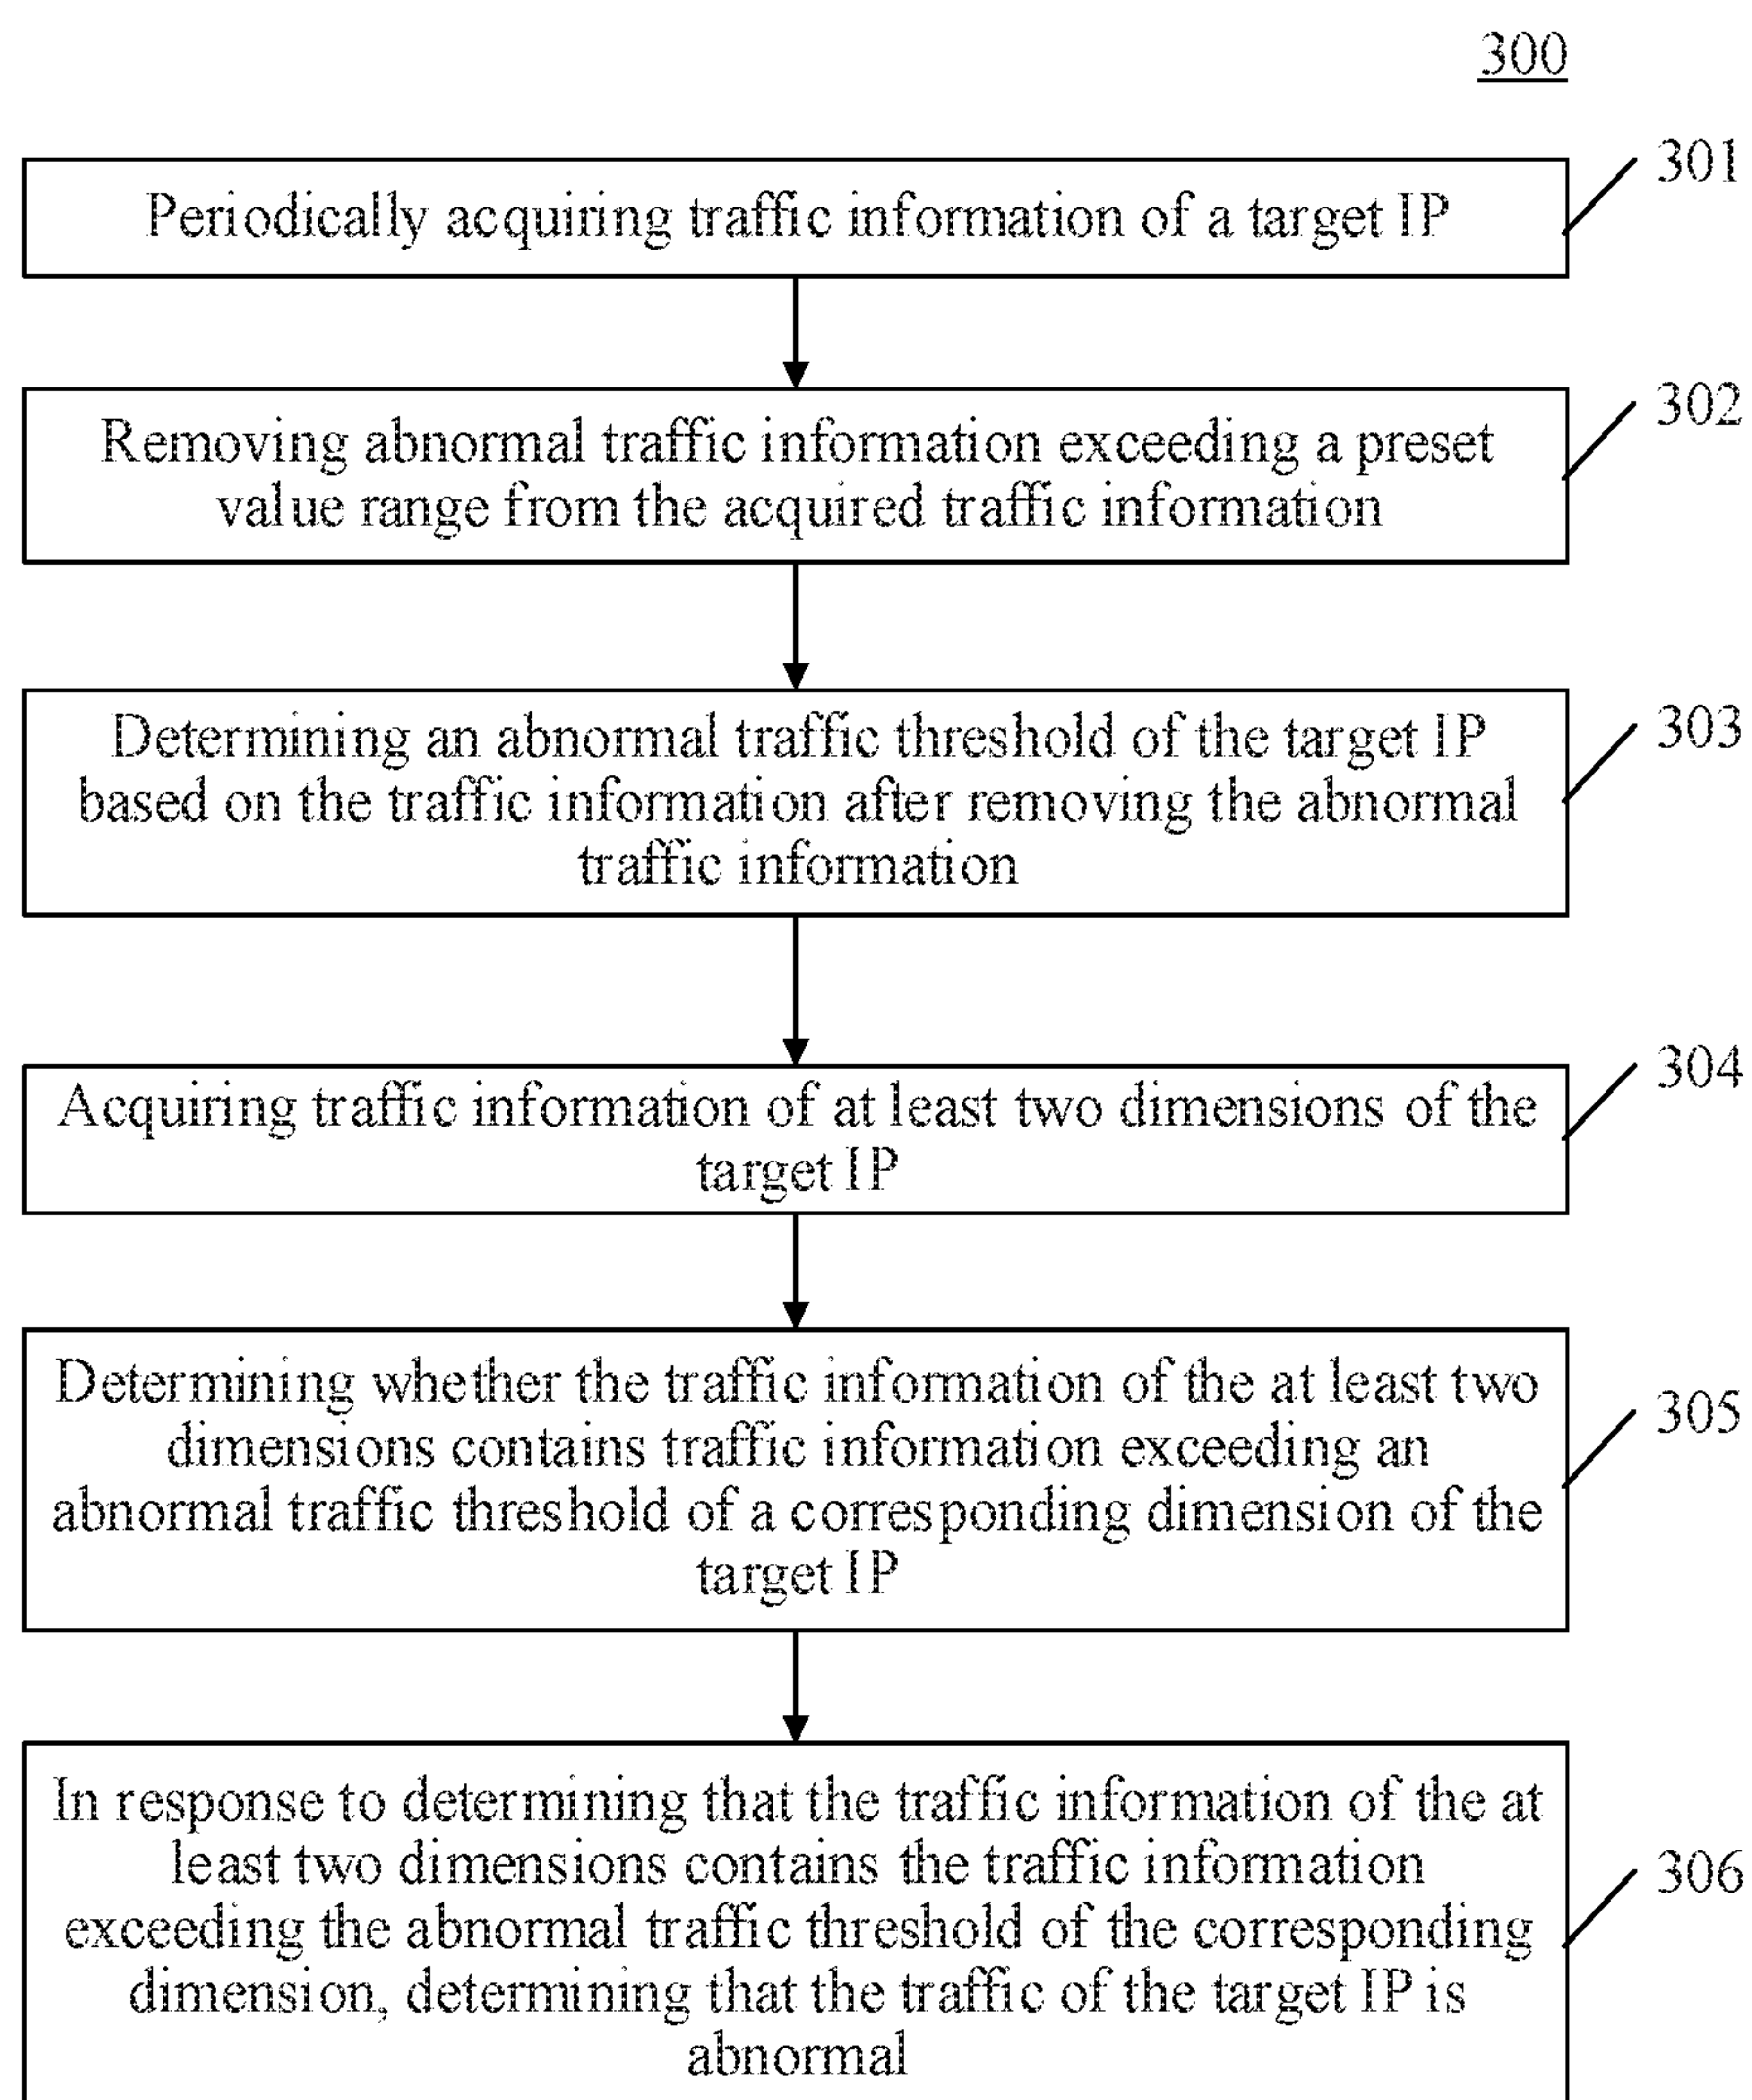 300
301
Periodically acquiring traffic information of a target IP
302
Removing abnormal traffic information exceeding a preset
value range from the acquired traffic information
303
Determining an abnormal traffic threshold of the target IP
based on the traffic information after removing the abnormal
traffic information
304
Acquiring traffic information of at least two dimensions of the
target IP
305
Determining whether the traffic information of the at least two
dimensions contains traffic information exceeding an
abnormal traffic threshold of a corresponding dimension of the
target IP
306
In response to determining that the traffic information of the at
least two dimensions contains the traffic information
exceeding the abnormal traffic threshold of the corresponding
dimension, determining that the traffic of the target IP is
abnormal